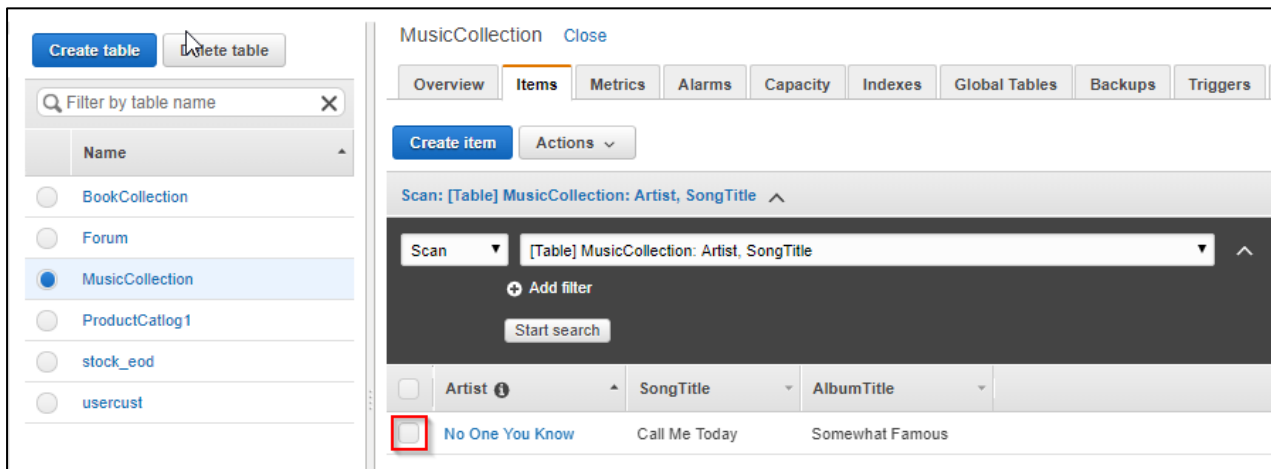 Create table
Delete table
Filter by table name
Name
BookCollection
Forum
MusicCollection
ProductCatlog1
stock_eod
usercust
MusicCollection Close
Overview Items Metrics Alarms Capacity Indexes Global Tables Backups Triggers
Create item Actions
Scan: [Table] MusicCollection: Artist, SongTitle
Scan [Table] MusicCollection: Artist, SongTitle
Add filter
Start search
Artist SongTitle AlbumTitle
No One You Know Call Me Today Somewhat Famous